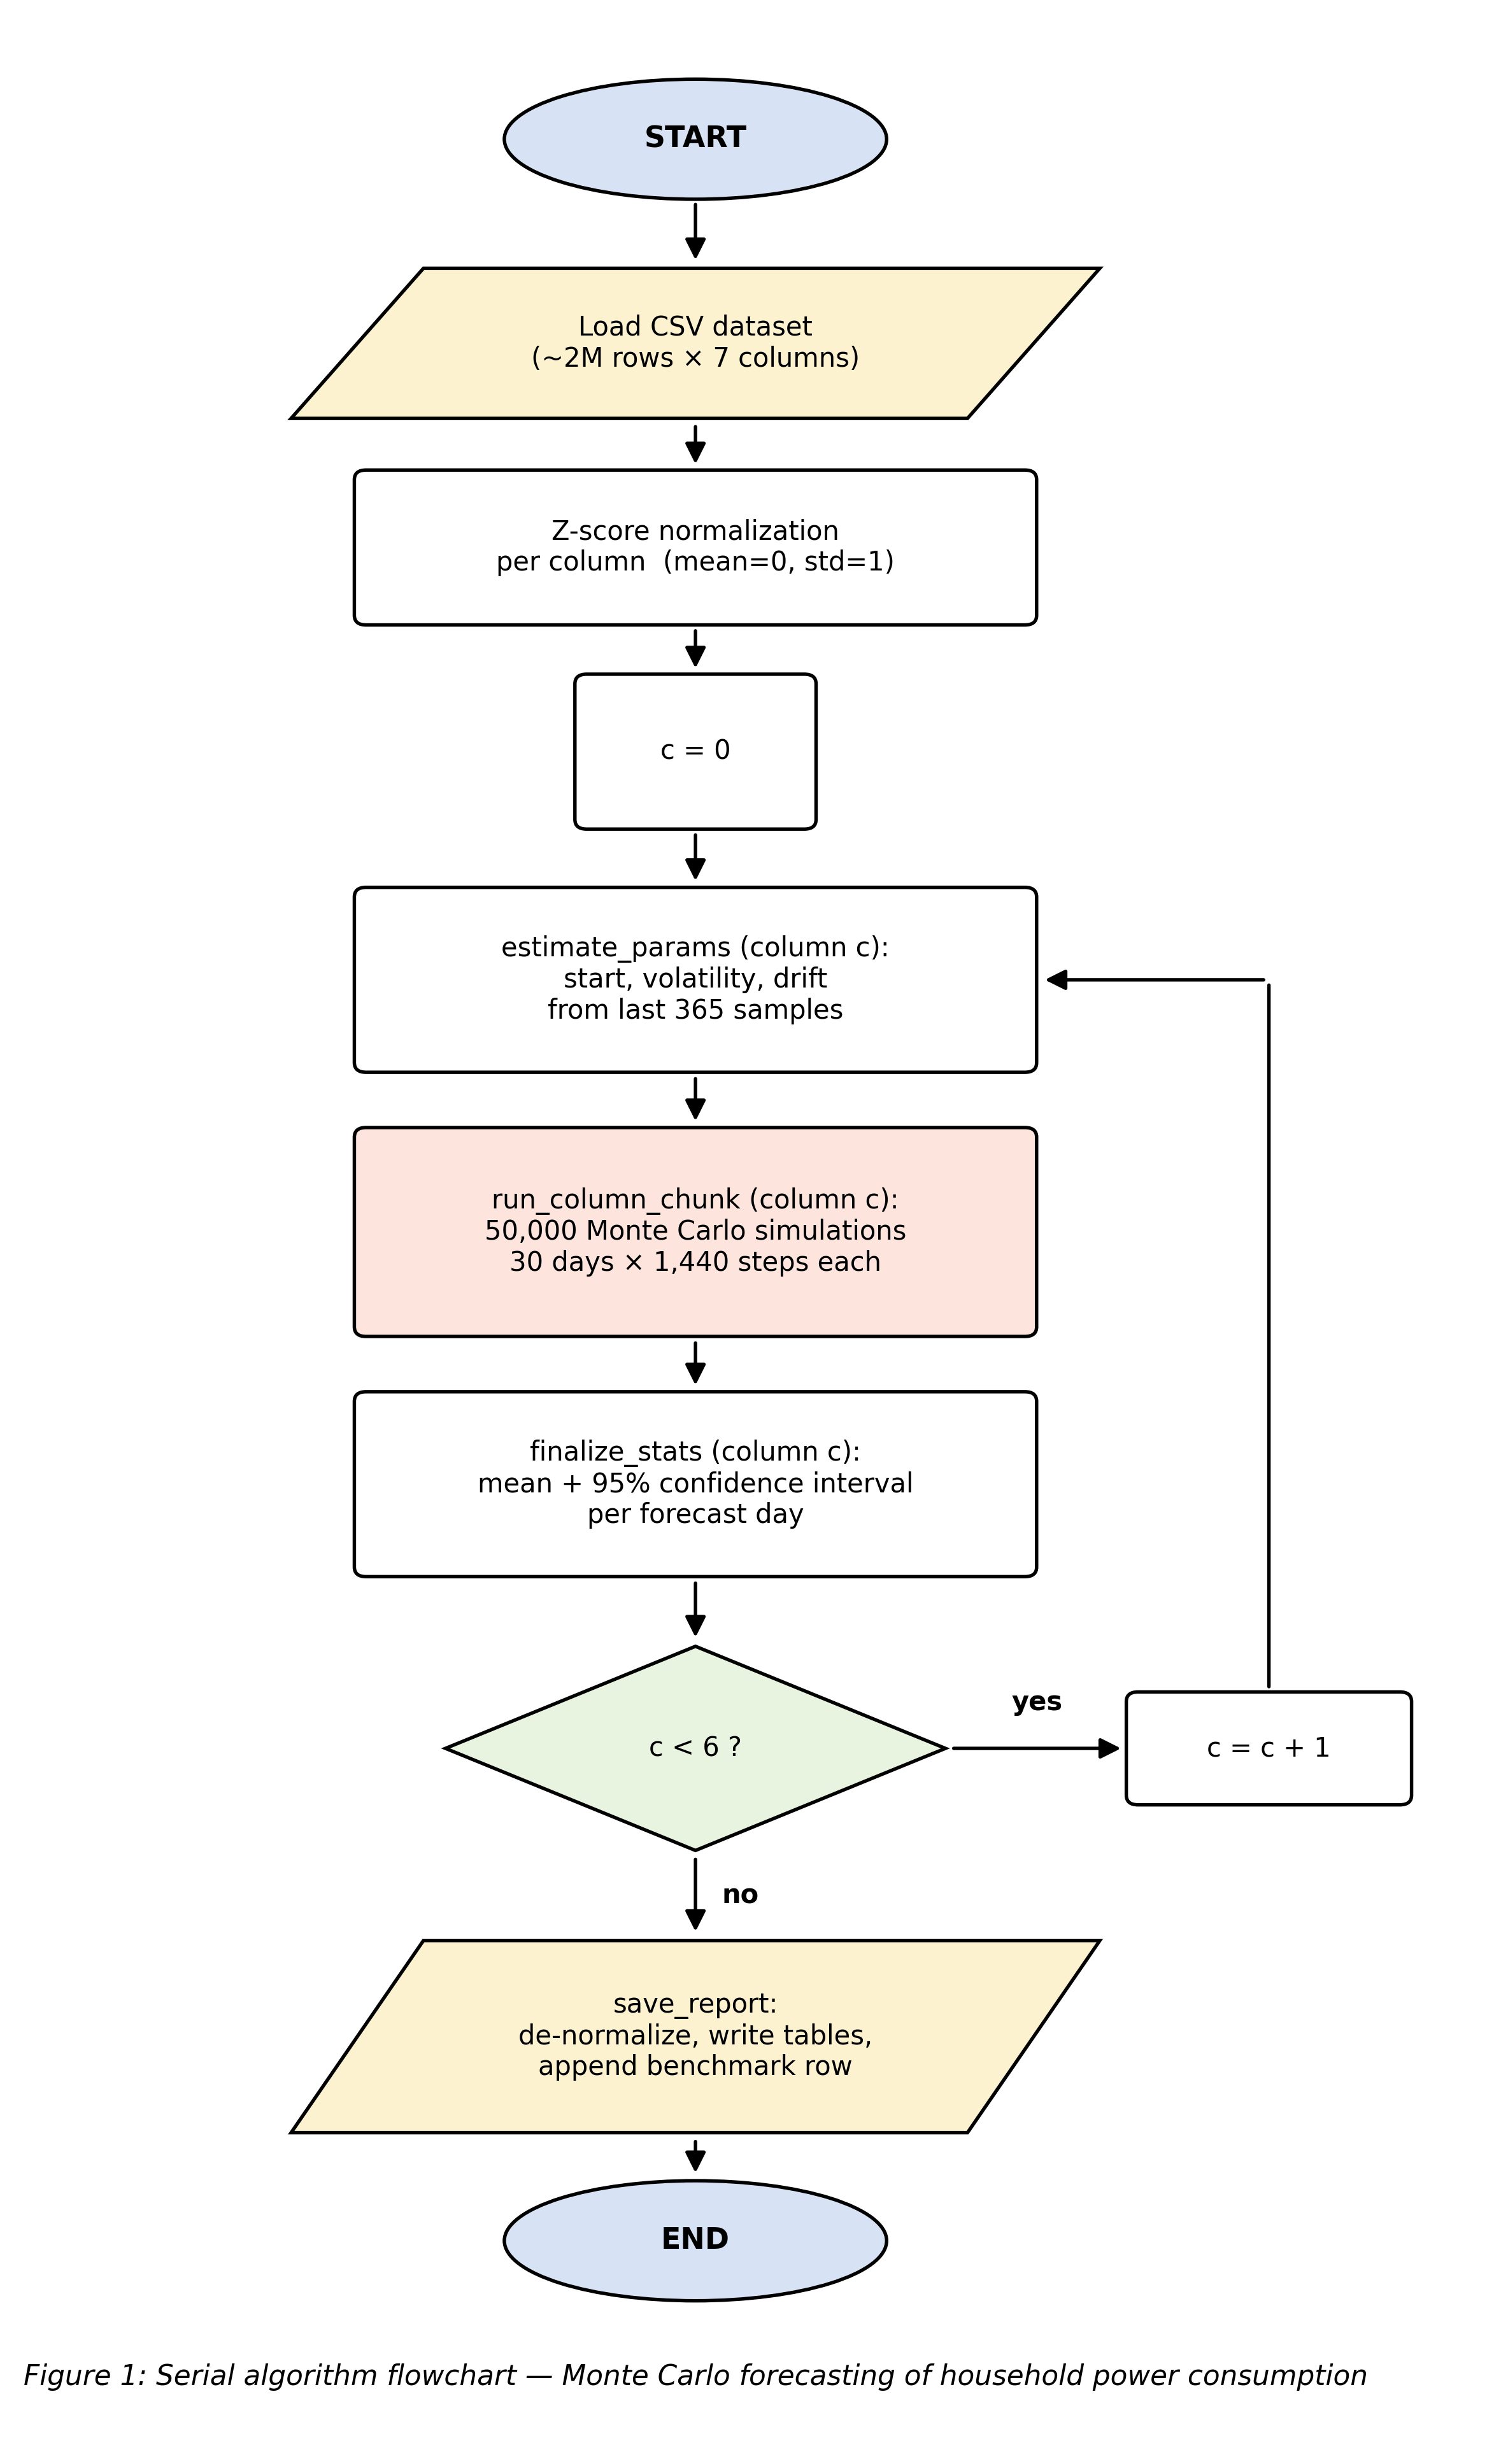 START
Load CSV dataset
(~2M rows × 7 columns)
Z-score normalization
per column  (mean=0, std=1)
c = 0
estimate_params (column c):
start, volatility, drift
from last 365 samples
run_column_chunk (column c):
50,000 Monte Carlo simulations
30 days × 1,440 steps each
finalize_stats (column c):
mean + 95% confidence interval
per forecast day
c < 6 ?
yes
c = c + 1
no
save_report:
de-normalize, write tables,
append benchmark row
END
Figure 1: Serial algorithm flowchart — Monte Carlo forecasting of household power consumption